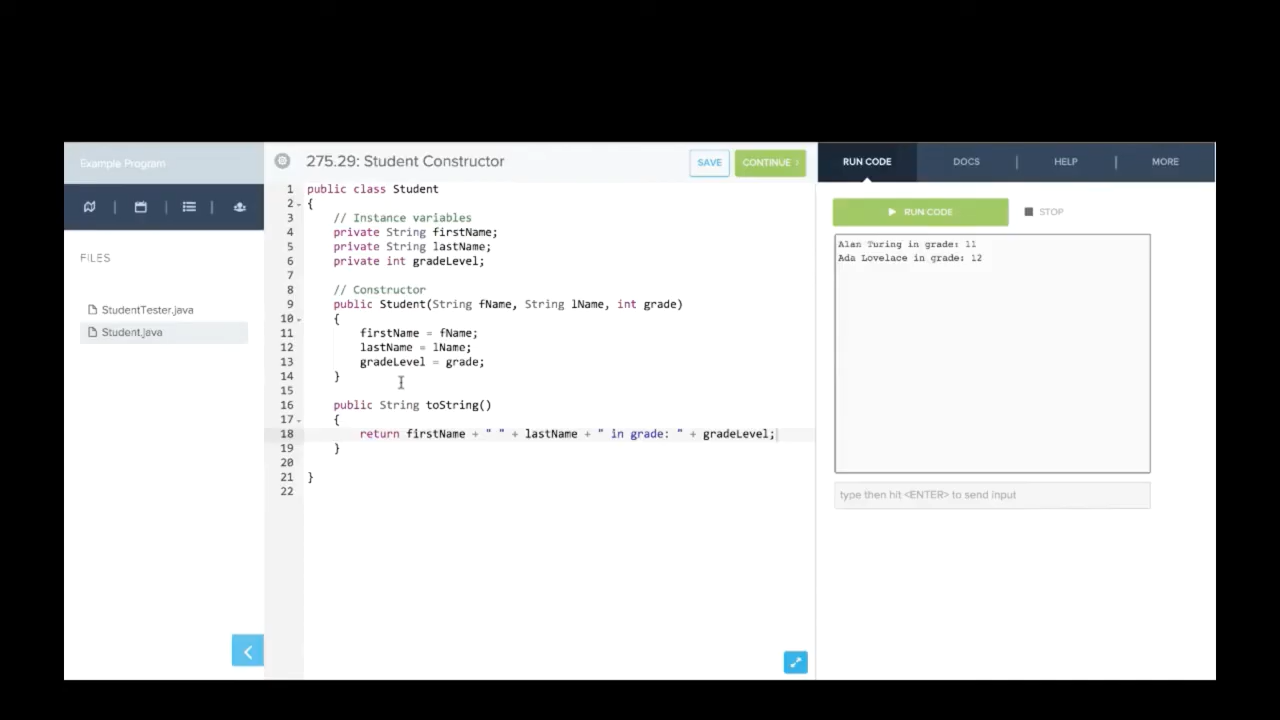 Example Program
275.29: Student Constructor
SAVE
CONTINUE
RUN CODE
DOCS
HELP
MORE
FILES
StudentTester.java
Student.java
1 public class Student
2 {
3 // Instance variables
4 private String firstName;
5 private String lastName;
6 private int gradeLevel;
7
8 // Constructor
9 public Student(String fName, String lName, int grade)
10 {
11 firstName = fName;
12 lastName = lName;
13 gradeLevel = grade;
14 }
15
16 public String toString()
17 {
18 return firstName + " " + lastName + " in grade: " + gradeLevel;
19 }
20
21 }
22
RUN CODE
STOP
Alan Turing in grade: 11
Ada Lovelace in grade: 12
type then hit <ENTER> to send input